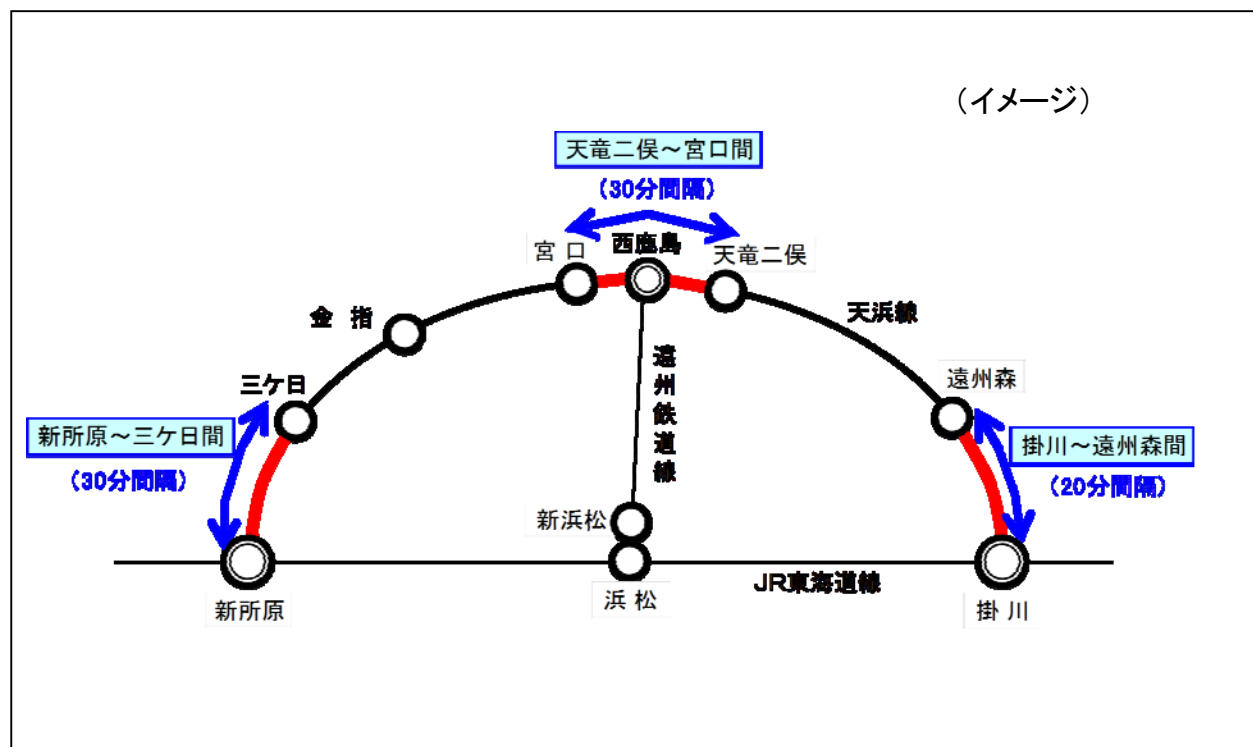 (イメージ)
天竜二俣～宮口間
(30分間隔)
宮 口
西鹿島
天竜二俣
金 指
天浜線
三ケ日
遠州鉄道線
遠州森
新所原～三ケ日間
(30分間隔)
掛川～遠州森間
(20分間隔)
新浜松
新所原
浜 松
JR東海道線
掛 川